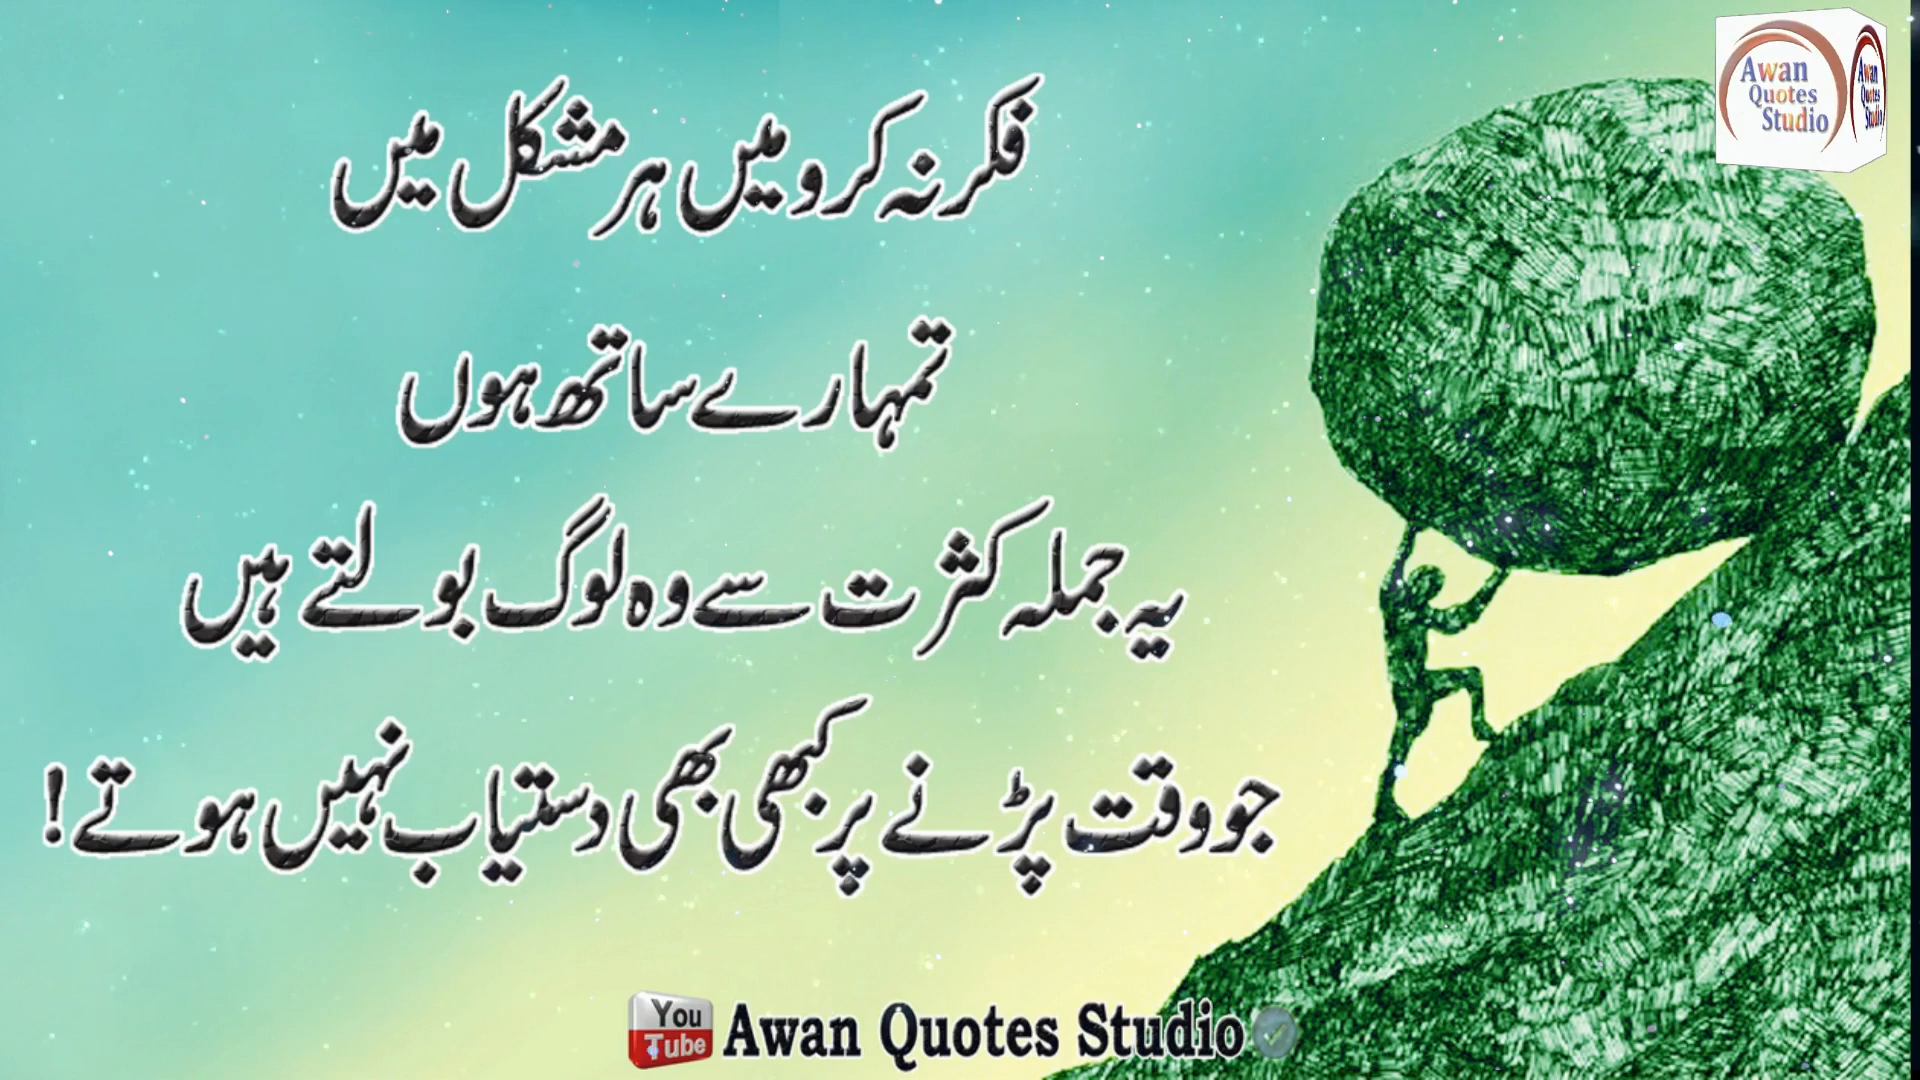 Awan
Quotes
Studio
Awan
Quotes
Studio
فکر نہ کرو میں ہر مشکل میں
تمہارے ساتھ ہوں
یہ جملہ کثرت سے وہ لوگ بولتے ہیں
جو وقت پڑنے پر کبھی بھی دستیاب نہیں ہوتے!
You
Tube
Awan Quotes Studio